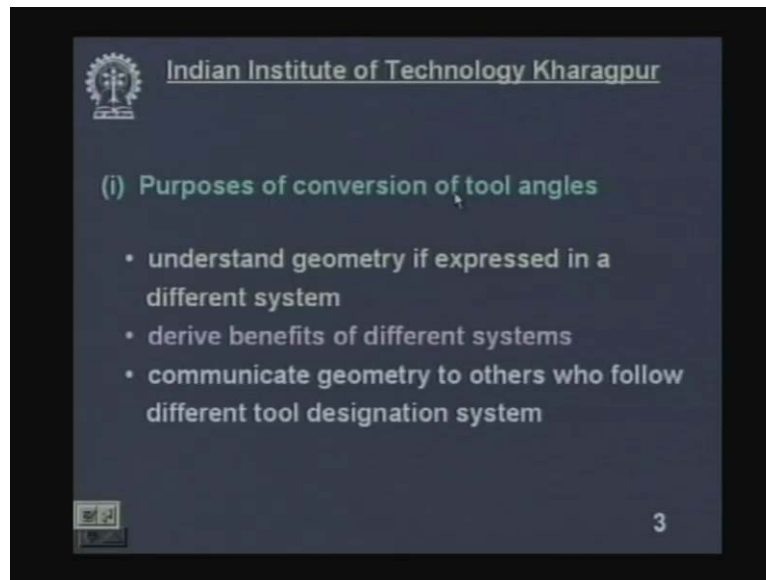 Indian Institute of Technology Kharagpur
(i) Purposes of conversion of tool angles
• understand geometry if expressed in a
different system
• derive benefits of different systems
• communicate geometry to others who follow
different tool designation system
3